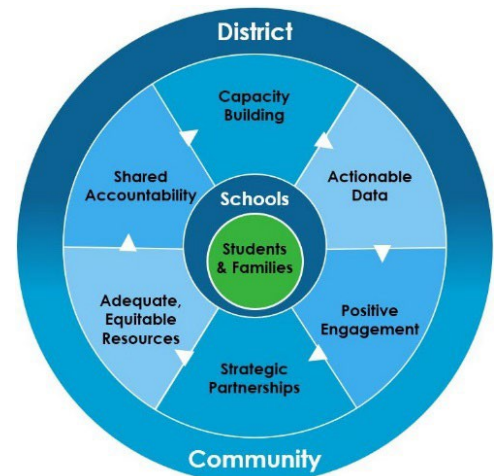 District
Capacity
Building
Actionable
Data
Positive
Engagement
Strategic
Partnerships
Adequate,
Equitable
Resources
Shared
Accountability
Schools
Students
& Families
Community